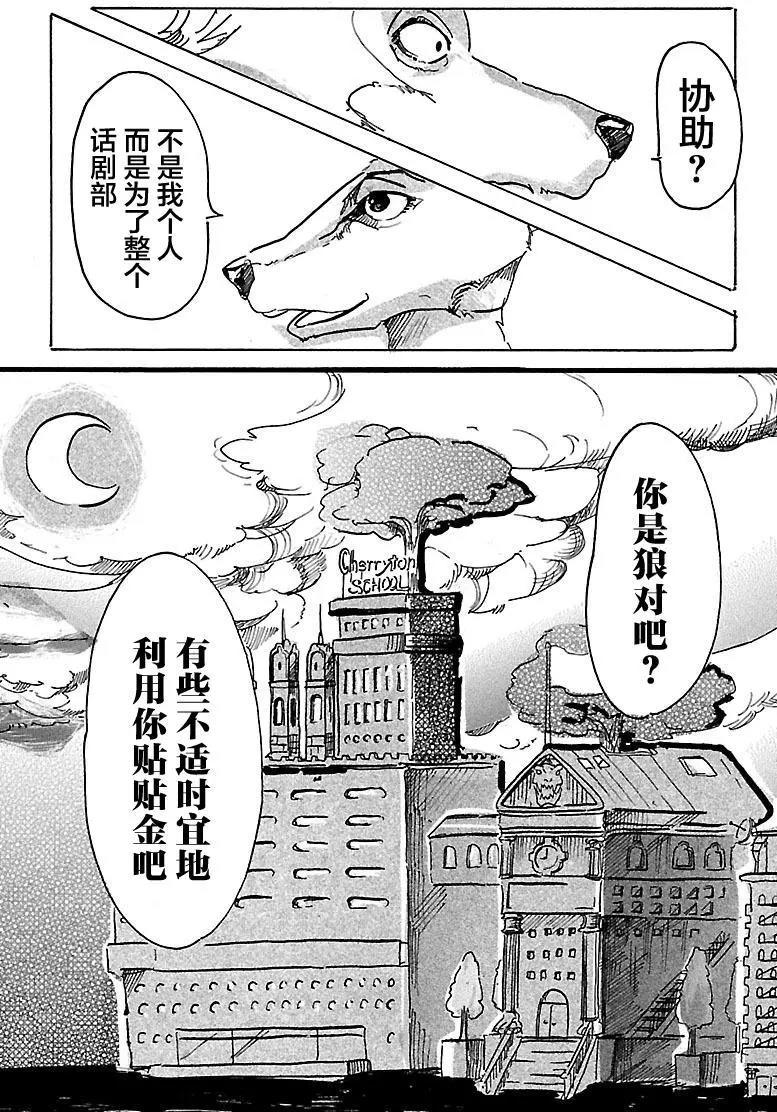 协助？
不是我个人
而是为了整个
话剧部
你是狼对吧？
有些不适时宜地
利用你贴贴金吧
Cherryton
SCHOOL